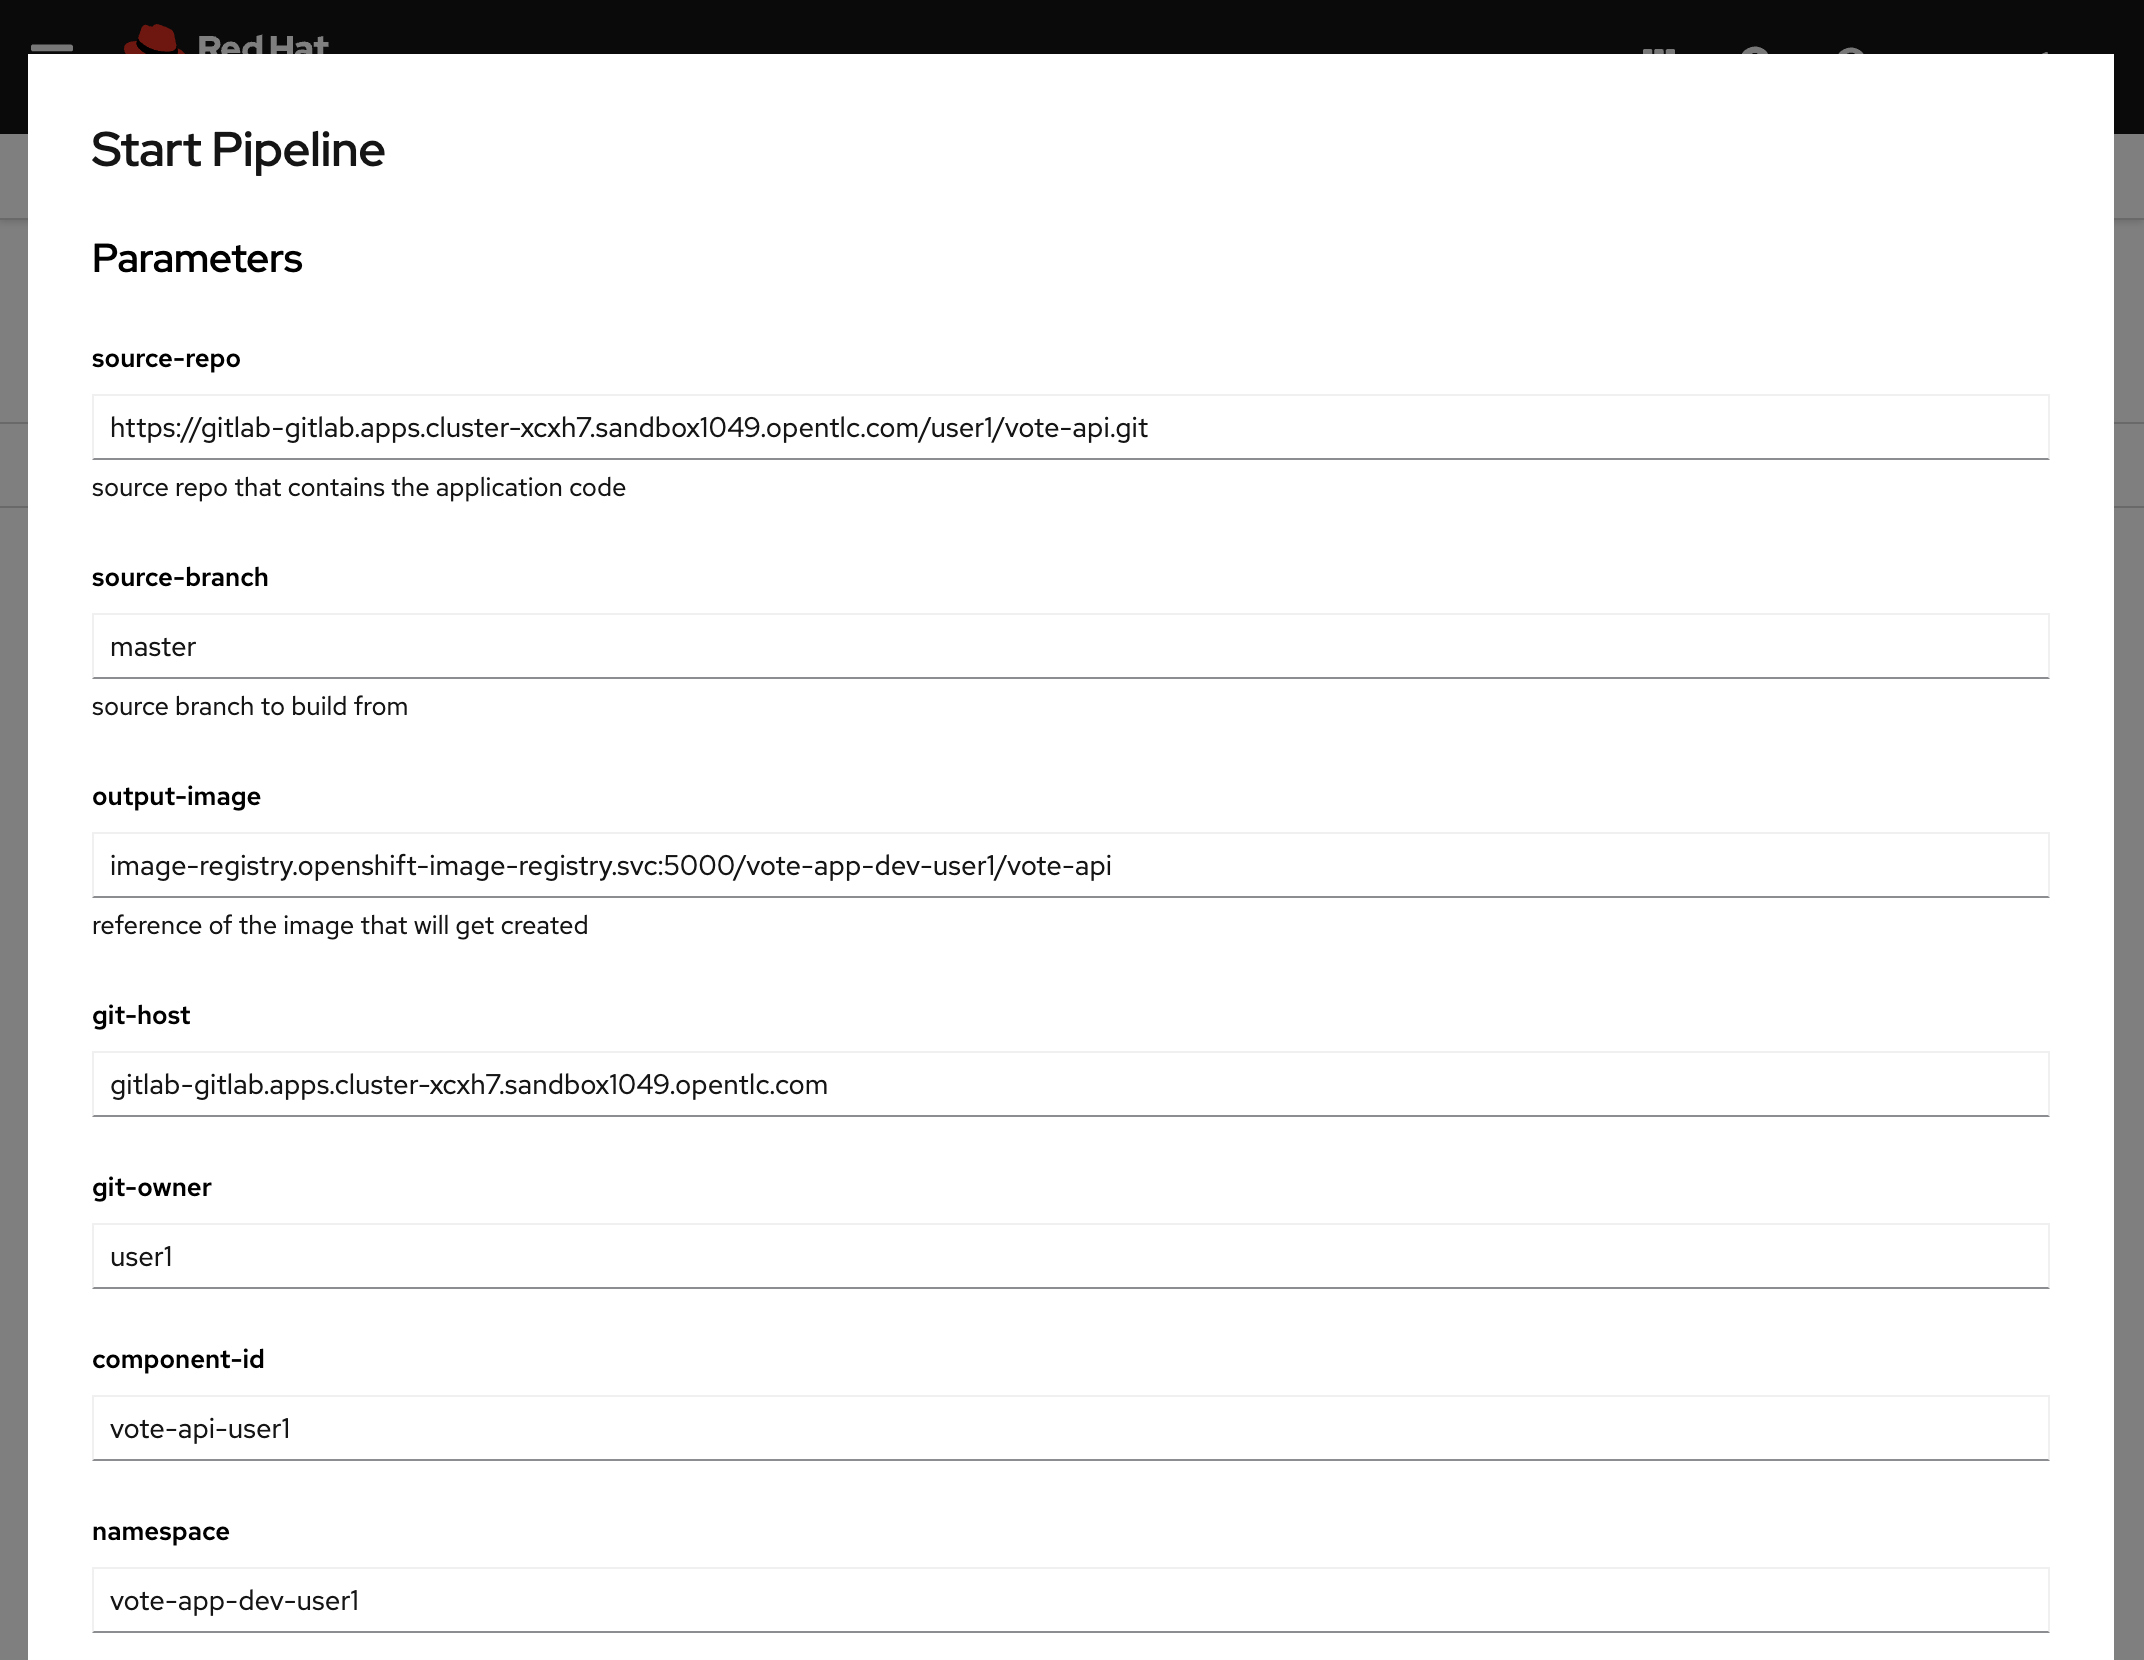 Red Hat
Start Pipeline
Parameters
source-repo
https://gitlab-gitlab.apps.cluster-xcxh7.sandbox1049.opentlc.com/user1/vote-api.git
source repo that contains the application code
source-branch
master
source branch to build from
output-image
image-registry.openshift-image-registry.svc:5000/vote-app-dev-user1/vote-api
reference of the image that will get created
git-host
gitlab-gitlab.apps.cluster-xcxh7.sandbox1049.opentlc.com
git-owner
user1
component-id
vote-api-user1
namespace
vote-app-dev-user1